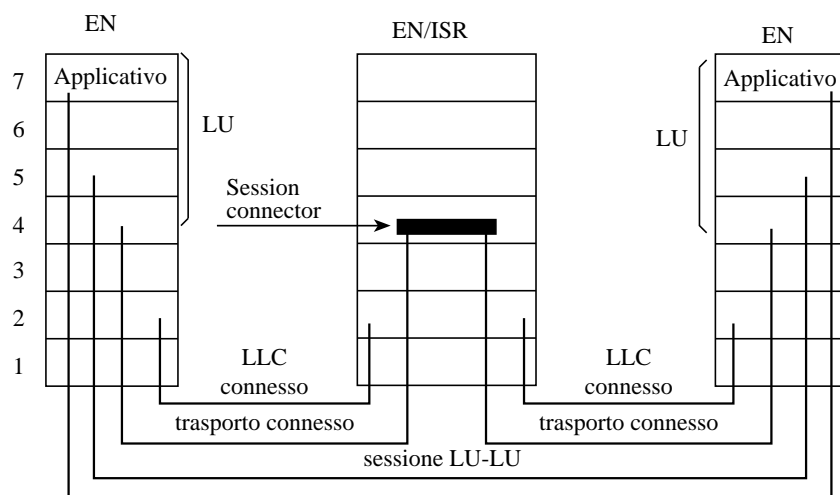 EN
EN/ISR
EN
7
Applicativo
Applicativo
6
LU
LU
5
Session
connector
4
3
2
1
LLC
connesso
LLC
connesso
trasporto connesso
trasporto connesso
sessione LU-LU